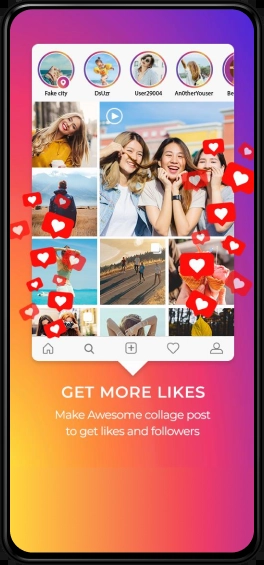 Fake city DsUzr User29004 An0therYouser Be
GET MORE LIKES
Make Awesome collage post
to get likes and followers